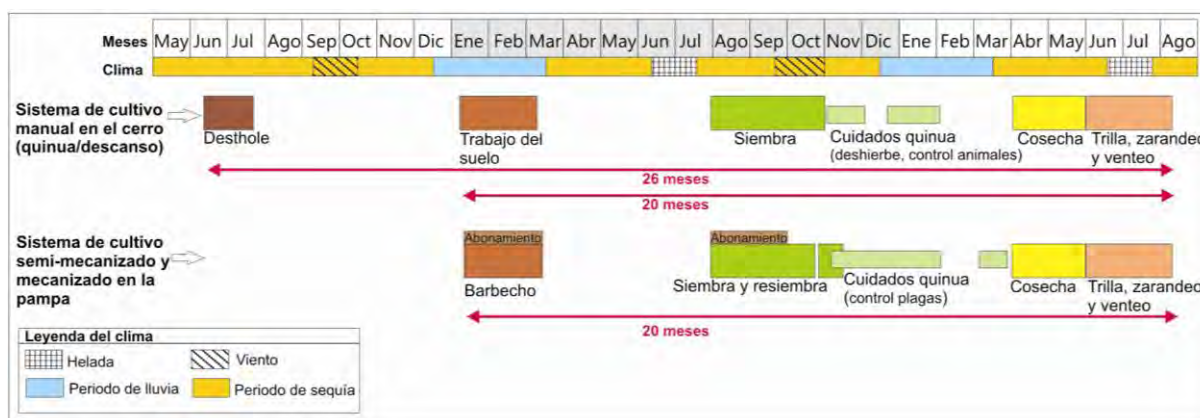 Meses May Jun Jul Ago Sep Oct Nov Dic Ene Feb Mar Abr May Jun Jul Ago Sep Oct Nov Dic Ene Feb Mar Abr May Jun Jul Ago
Clima
Sistema de cultivo
manual en el cerro
(quinua/descanso)
Desthole
Trabajo del
suelo
Siembra
Cuidados quinua
(deshierbe, control animales)
Cosecha
Trilla, zarandeo
y venteo
26 meses
20 meses
Sistema de cultivo
semi-mecanizado y
mecanizado en la
pampa
Abonamiento
Barbecho
Abonamiento
Siembra y resiembra
Cuidados quinua
(control plagas)
Cosecha
Trilla, zarandeo
y venteo
20 meses
Leyenda del clima
Helada
Viento
Periodo de lluvia
Periodo de sequía